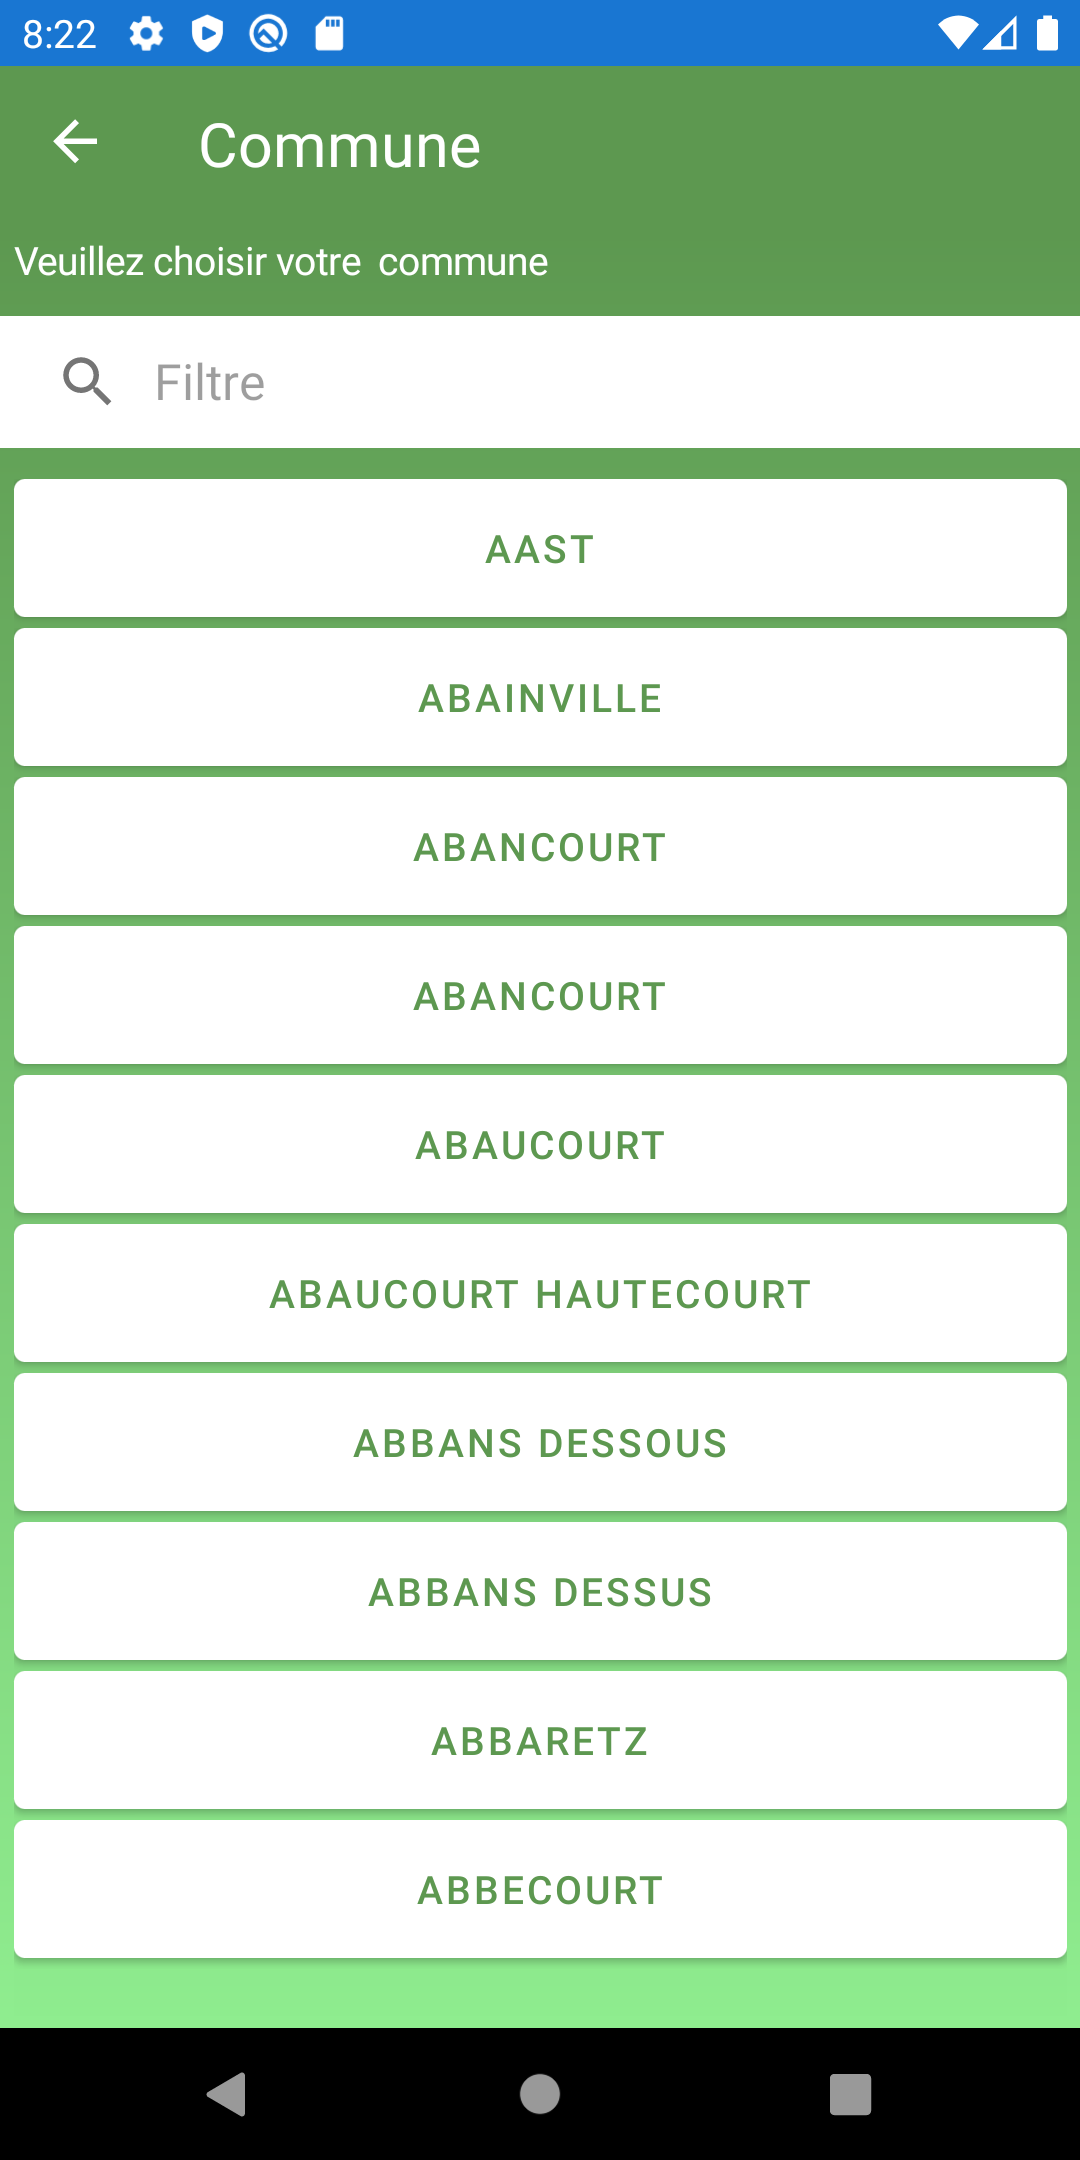 8:22
Commune
Veuillez choisir votre  commune
Filtre
AAST
ABAINVILLE
ABANCOURT
ABANCOURT
ABAUCOURT
ABAUCOURT HAUTECOURT
ABBANS DESSOUS
ABBANS DESSUS
ABBARETZ
ABBECOURT